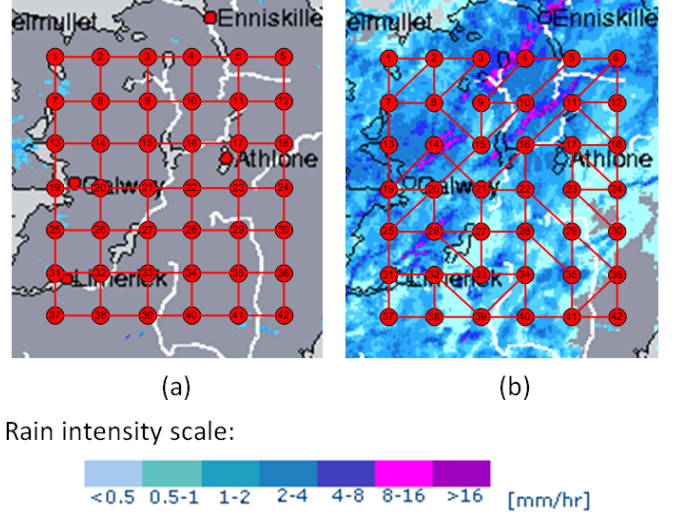 elmullet Enniskille
1 2 3 4 5 6
7 8 9 10 11 12
13 14 15 16 17 18
Athlone
19 Galway 20 21 22 23 24
25 26 27 28 29 30
31 Limerick 32 33 34 35 36
37 38 39 40 41 42
(a)
elmullet Enniskille
1 2 3 4 5 6
7 8 9 10 11 12
13 14 15 16 17 18
Athlone
19 Galway 20 21 22 23 24
25 26 27 28 29 30
31 Limerick 32 33 34 35 36
37 38 39 40 41 42
(b)
Rain intensity scale:
<0.5 0.5-1 1-2 2-4 4-8 8-16 >16 [mm/hr]